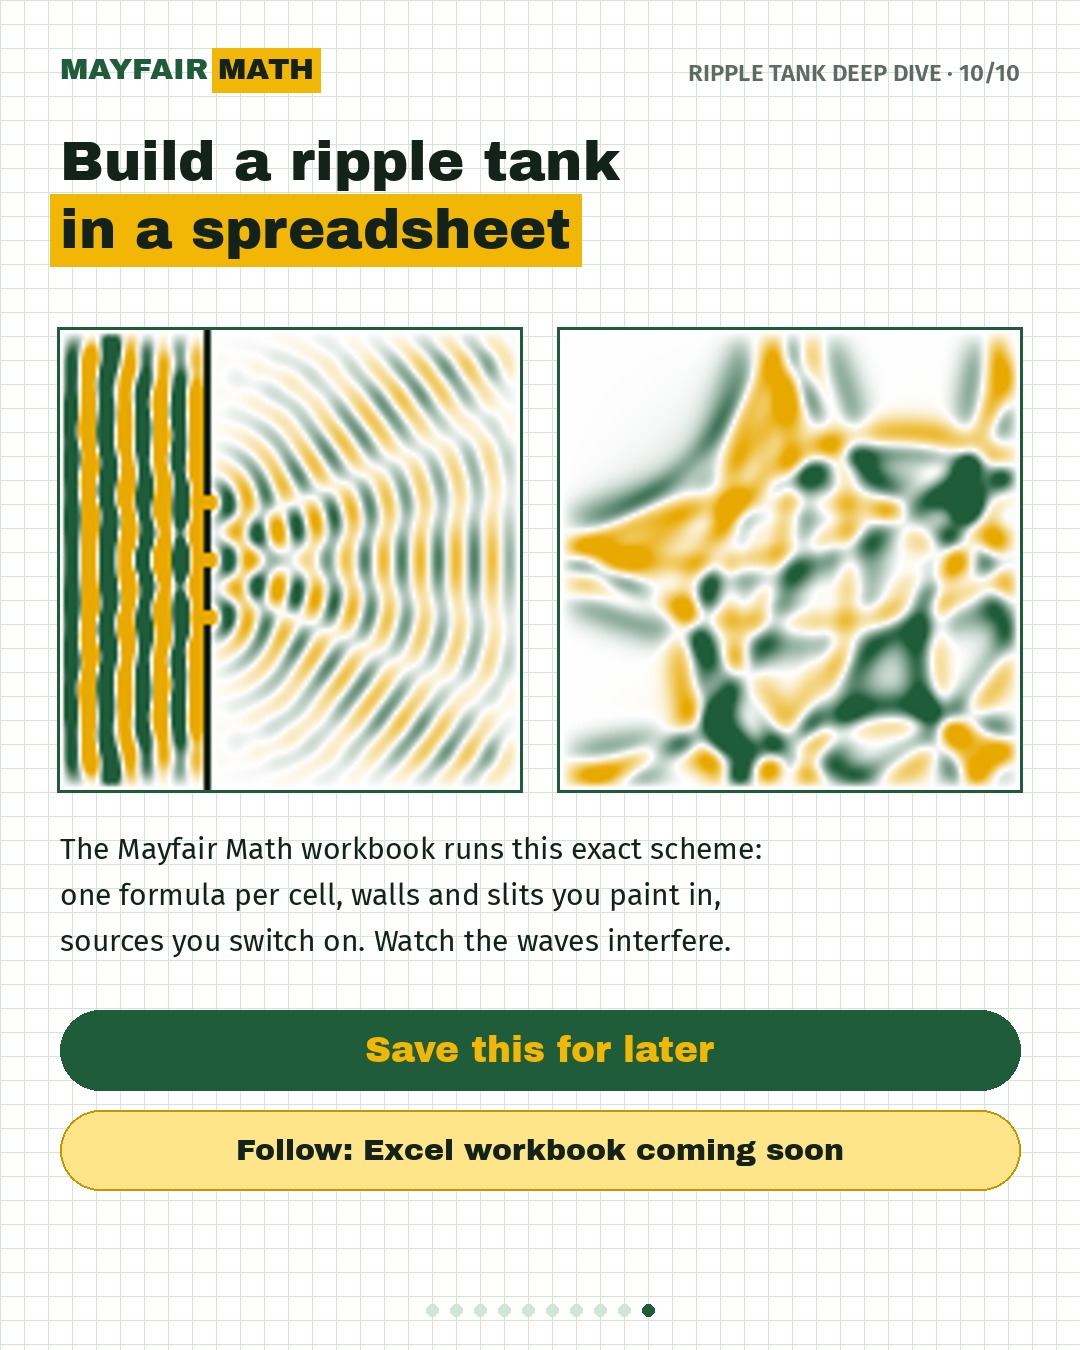 MAYFAIR MATH
RIPPLE TANK DEEP DIVE · 10/10
Build a ripple tank
in a spreadsheet
The Mayfair Math workbook runs this exact scheme:
one formula per cell, walls and slits you paint in,
sources you switch on. Watch the waves interfere.
Save this for later
Follow: Excel workbook coming soon